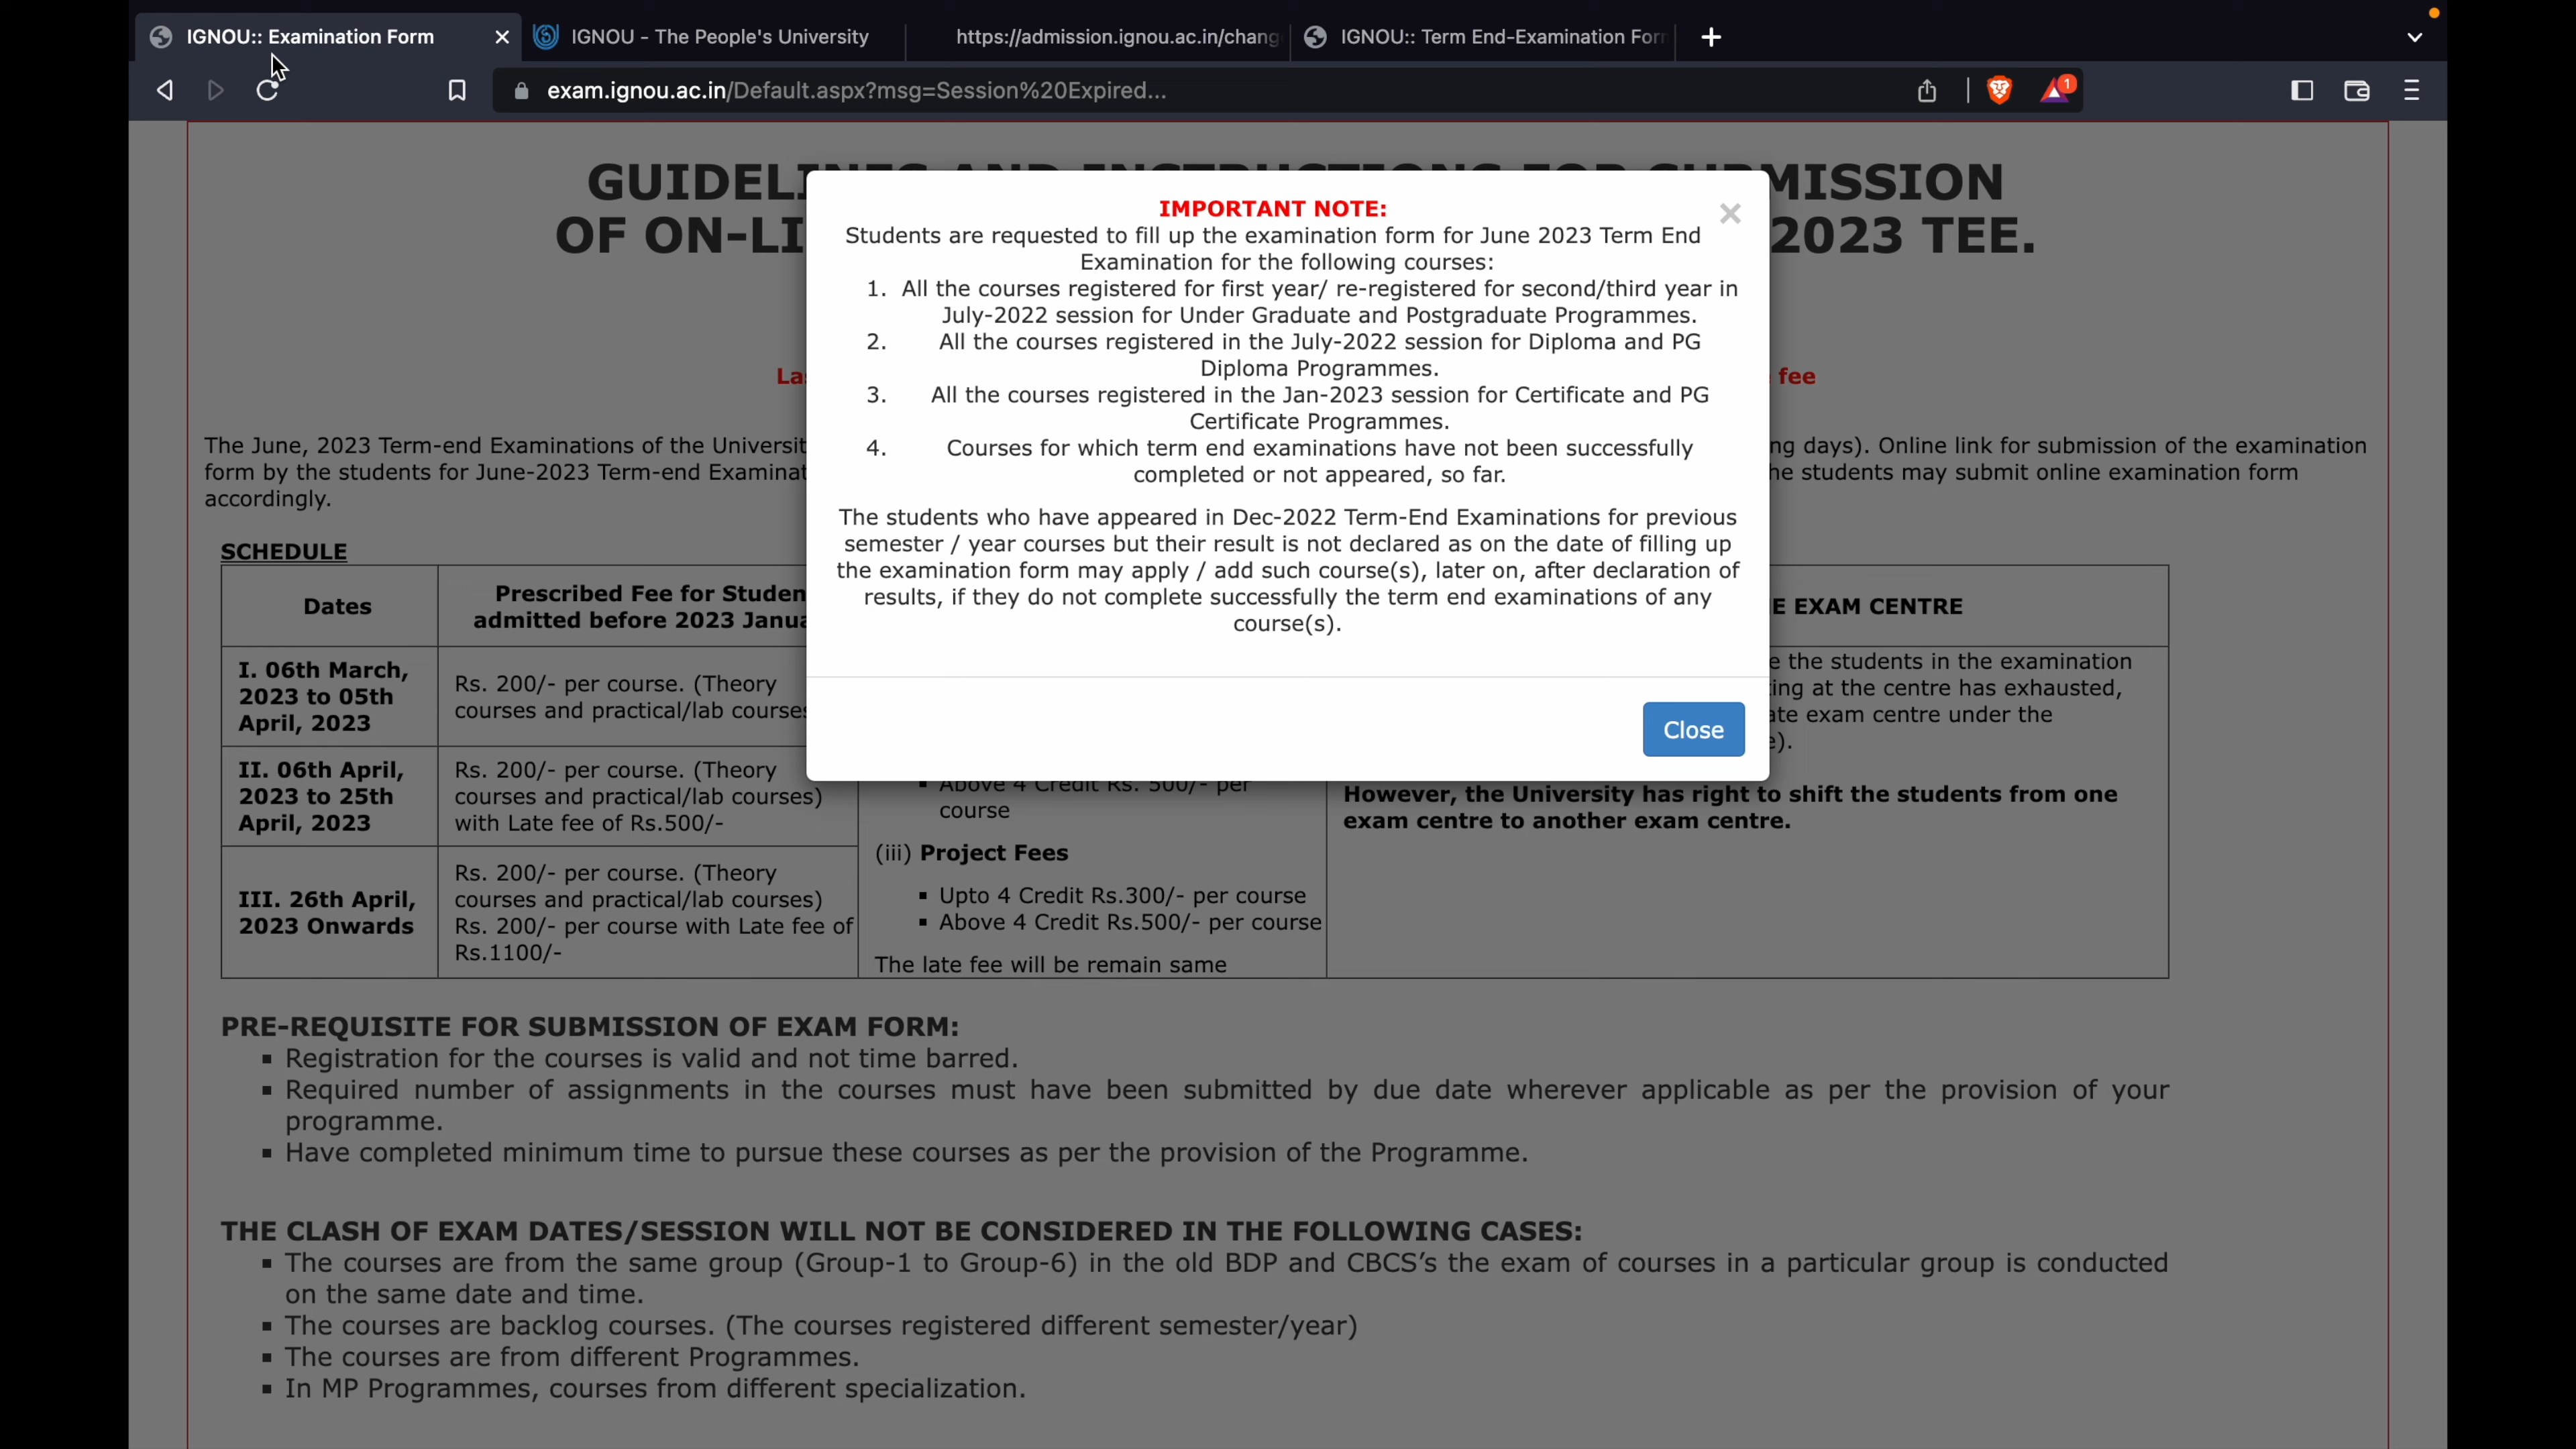 IGNOU:: Examination Form
IGNOU - The People's University
https://admission.ignou.ac.in/chang
IGNOU:: Term End-Examination For
exam.ignou.ac.in/Default.aspx?msg=Session%20Expired...
1
GUIDEL
MISSION
OF ON-LI
2023 TEE.
fee
IMPORTANT NOTE:
Students are requested to fill up the examination form for June 2023 Term End
Examination for the following courses:
1. All the courses registered for first year/ re-registered for second/third year in
July-2022 session for Under Graduate and Postgraduate Programmes.
2. All the courses registered in the July-2022 session for Diploma and PG
Diploma Programmes.
3. All the courses registered in the Jan-2023 session for Certificate and PG
Certificate Programmes.
4. Courses for which term end examinations have not been successfully
completed or not appeared, so far.
The students who have appeared in Dec-2022 Term-End Examinations for previous
semester / year courses but their result is not declared as on the date of filling up
the examination form may apply / add such course(s), later on, after declaration of
results, if they do not complete successfully the term end examinations of any
course(s).
Close
The June, 2023 Term-end Examinations of the Universit
ng days). Online link for submission of the examination
form by the students for June-2023 Term-end Examinat
he students may submit online examination form
accordingly.
SCHEDULE
Dates
Prescribed Fee for Studen
admitted before 2023 Janua
E EXAM CENTRE
I. 06th March,
2023 to 05th
April, 2023
Rs. 200/- per course. (Theory
courses and practical/lab courses
e the students in the examination
ting at the centre has exhausted,
ate exam centre under the
e).
However, the University has right to shift the students from one
exam centre to another exam centre.
II. 06th April,
2023 to 25th
April, 2023
Rs. 200/- per course. (Theory
courses and practical/lab courses)
with Late fee of Rs.500/-
▪ Above 4 Credit Rs. 500/- per
course
(iii) Project Fees
▪ Upto 4 Credit Rs.300/- per course
▪ Above 4 Credit Rs.500/- per course
The late fee will be remain same
III. 26th April,
2023 Onwards
Rs. 200/- per course. (Theory
courses and practical/lab courses)
Rs. 200/- per course with Late fee of
Rs.1100/-
PRE-REQUISITE FOR SUBMISSION OF EXAM FORM:
▪ Registration for the courses is valid and not time barred.
▪ Required number of assignments in the courses must have been submitted by due date wherever applicable as per the provision of your
programme.
▪ Have completed minimum time to pursue these courses as per the provision of the Programme.
THE CLASH OF EXAM DATES/SESSION WILL NOT BE CONSIDERED IN THE FOLLOWING CASES:
▪ The courses are from the same group (Group-1 to Group-6) in the old BDP and CBCS’s the exam of courses in a particular group is conducted
on the same date and time.
▪ The courses are backlog courses. (The courses registered different semester/year)
▪ The courses are from different Programmes.
▪ In MP Programmes, courses from different specialization.